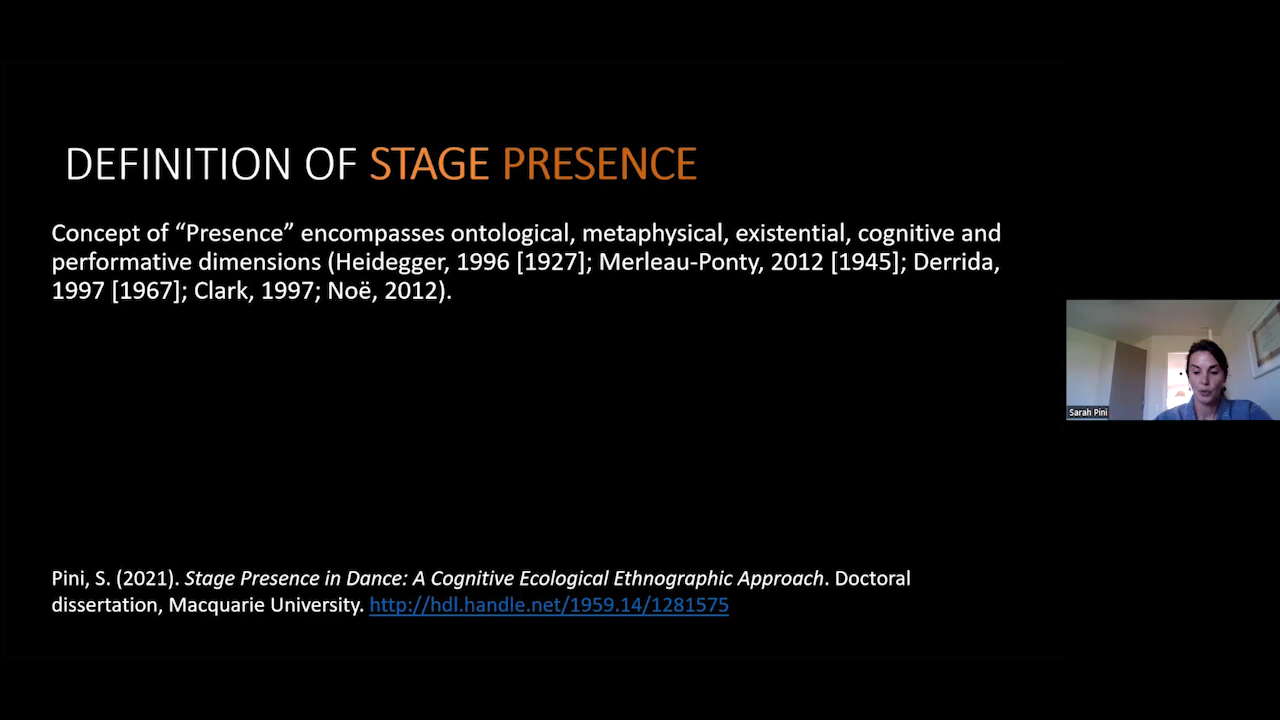 DEFINITION OF STAGE PRESENCE
Concept of “Presence” encompasses ontological, metaphysical, existential, cognitive and
performative dimensions (Heidegger, 1996 [1927]; Merleau-Ponty, 2012 [1945]; Derrida,
1997 [1967]; Clark, 1997; Noë, 2012).
Sarah Pini
Pini, S. (2021). Stage Presence in Dance: A Cognitive Ecological Ethnographic Approach. Doctoral
dissertation, Macquarie University. http://hdl.handle.net/1959.14/1281575